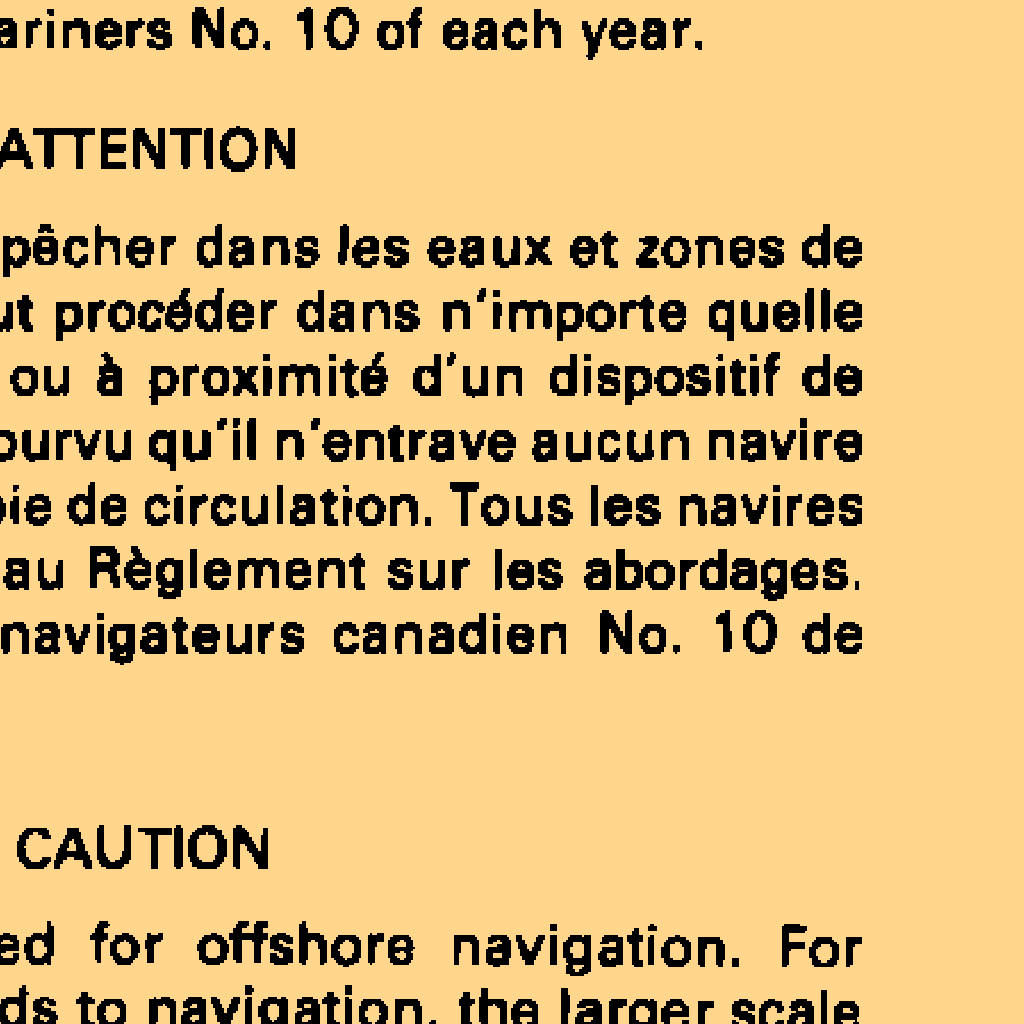 ariners No. 10 of each year.
ATTENTION
pêcher dans les eaux et zones de
ut procéder dans n'importe quelle
ou à proximité d'un dispositif de
ourvu qu'il n'entrave aucun navire
oie de circulation. Tous les navires
au Règlement sur les abordages.
navigateurs canadien No. 10 de
CAUTION
ed for offshore navigation. For
ds to navigation, the larger scale